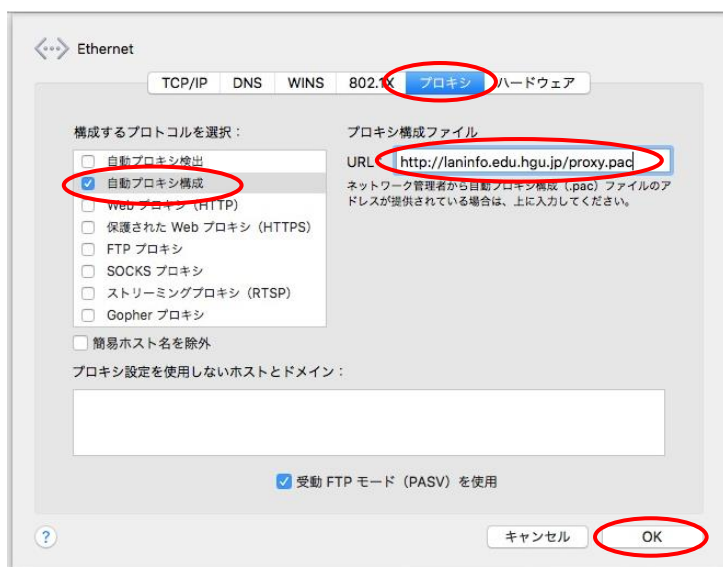 Ethernet
TCP/IP DNS WINS 802.1X プロキシ ハードウェア
構成するプロトコルを選択：
自動プロキシ検出
自動プロキシ構成
Web プロキシ（HTTP）
保護された Web プロキシ（HTTPS）
FTP プロキシ
SOCKS プロキシ
ストリーミングプロキシ（RTSP）
Gopher プロキシ
プロキシ構成ファイル
URL： http://laninfo.edu.hgu.jp/proxy.pac
ネットワーク管理者から自動プロキシ構成（.pac）ファイルのア
ドレスが提供されている場合は、上に入力してください。
簡易ホスト名を除外
プロキシ設定を使用しないホストとドメイン：
受動 FTP モード（PASV）を使用
?
キャンセル OK